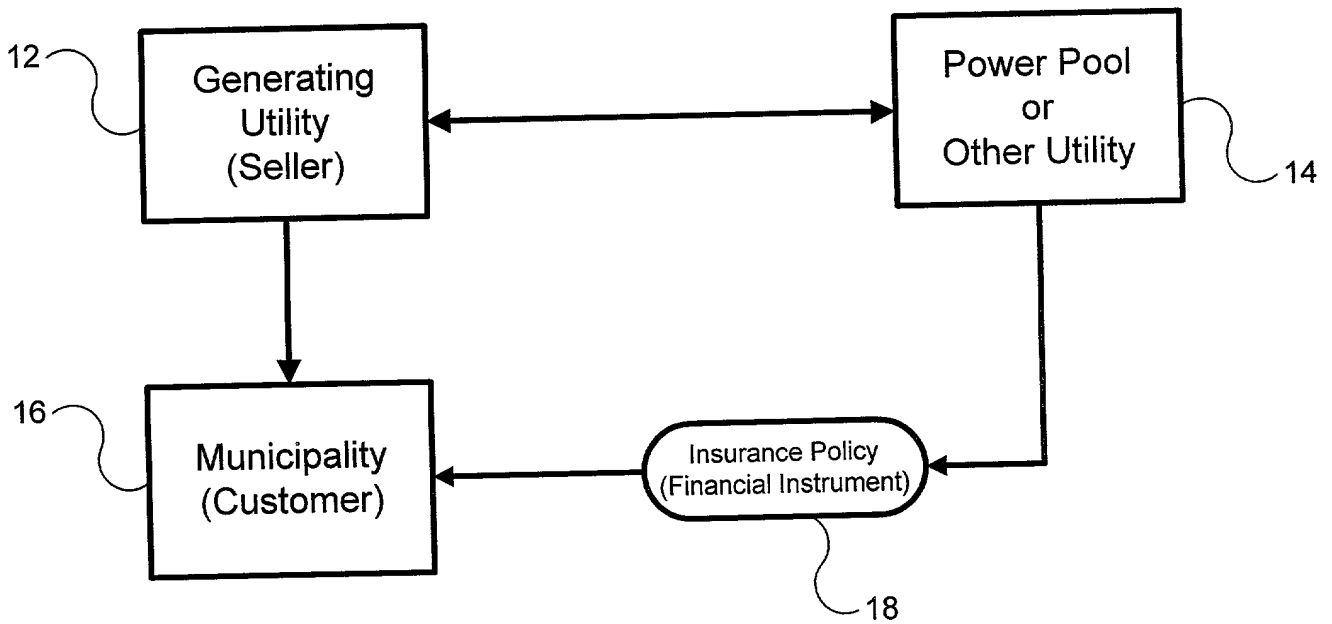 12
Generating
Utility
(Seller)
Power Pool
or
Other Utility
14
16
Municipality
(Customer)
Insurance Policy
(Financial Instrument)
18